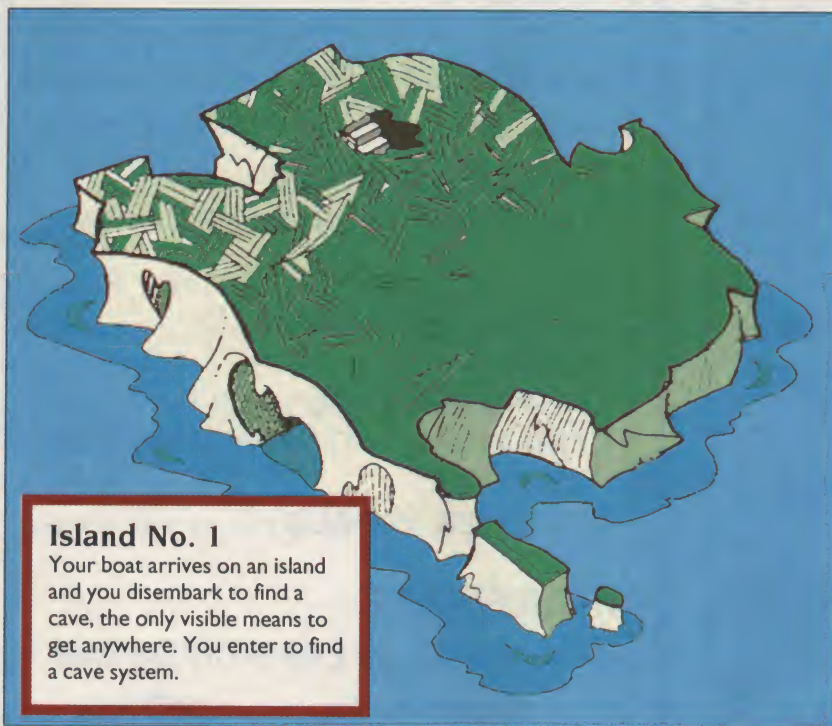 Island No. 1
Your boat arrives on an island
and you disembark to find a
cave, the only visible means to
get anywhere. You enter to find
a cave system.